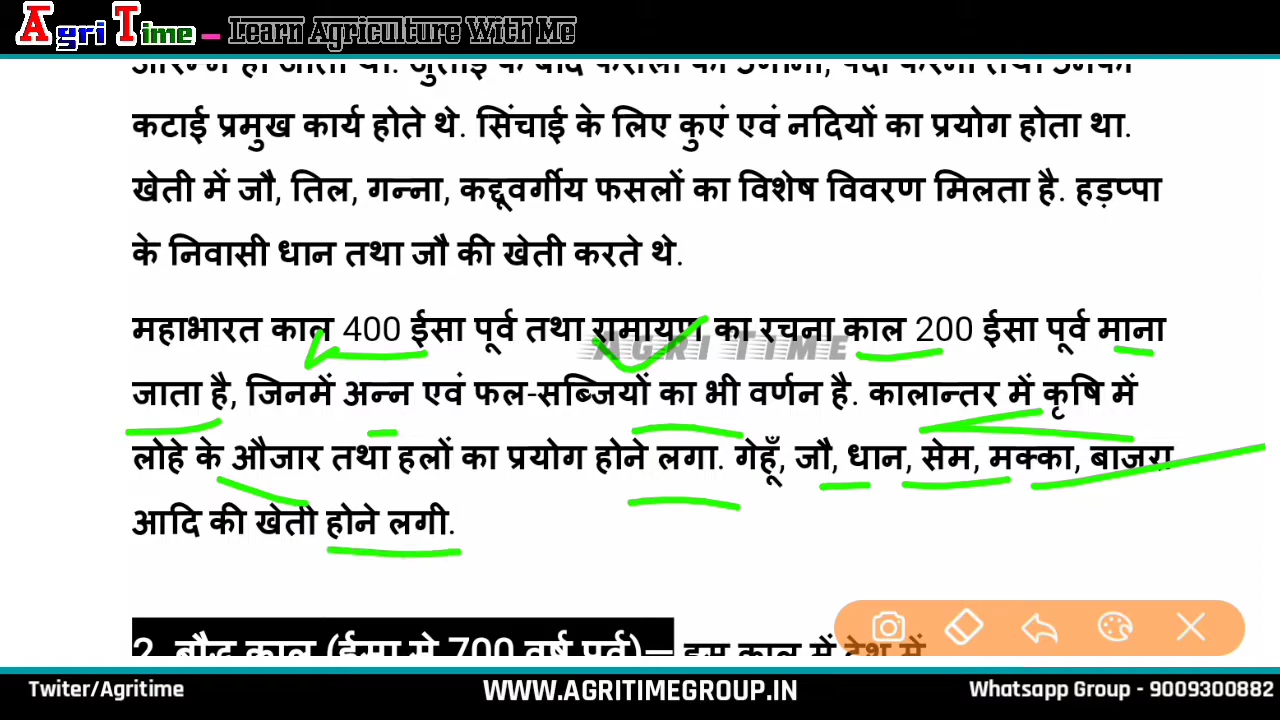 Agri Time – Learn Agriculture With Me
कटाई प्रमुख कार्य होते थे. सिंचाई के लिए कुएं एवं नदियों का प्रयोग होता था.
खेती में जौ, तिल, गन्ना, कद्दूवर्गीय फसलों का विशेष विवरण मिलता है. हड़प्पा
के निवासी धान तथा जौ की खेती करते थे.
महाभारत काल 400 ईसा पूर्व तथा रामायण का रचना काल 200 ईसा पूर्व माना
AGRI TIME
जाता है, जिनमें अन्न एवं फल-सब्जियों का भी वर्णन है. कालान्तर में कृषि में
लोहे के औजार तथा हलों का प्रयोग होने लगा. गेहूँ, जौ, धान, सेम, मक्का, बाजरा
आदि की खेती होने लगी.
2. बौद्ध काल (ईसा से 700 वर्ष पूर्व)— इस काल में देश में
Twiter/Agritime
WWW.AGRITIMEGROUP.IN
Whatsapp Group - 9009300882